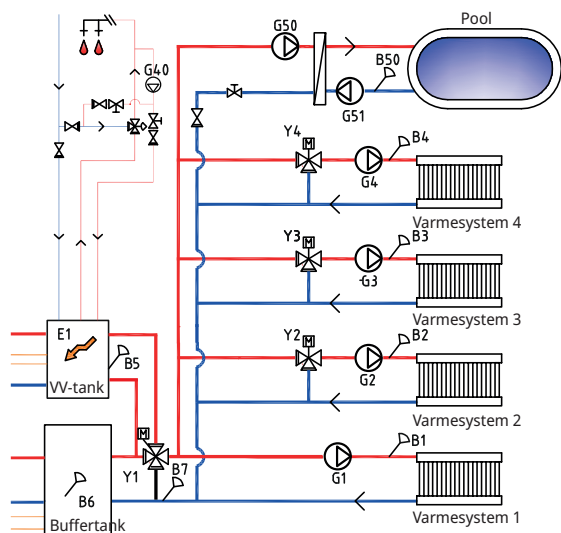 Pool
G50
B50
G40
G51
Y4
B4
G4
Varmesystem 4
Y3
B3
G3
Varmesystem 3
E1
Y2
B2
B5
G2
VV-tank
Varmesystem 2
M
M
M
M
B1
Y1
B7
G1
B6
Buffertank
Varmesystem 1